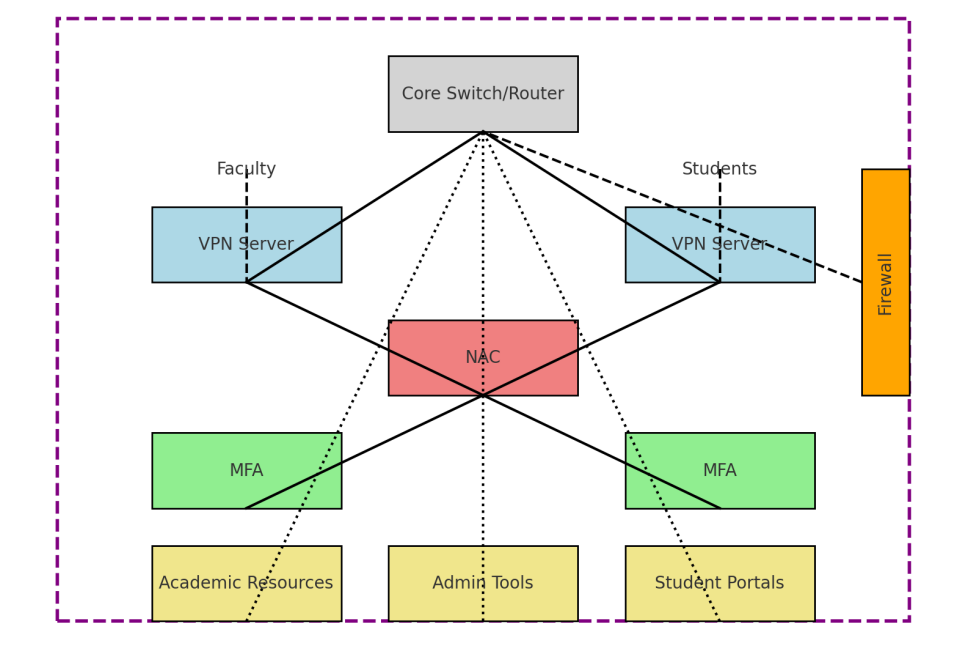 Core Switch/Router
Faculty
Students
VPN Server
VPN Server
Firewall
NAC
MFA
MFA
Academic Resources
Admin Tools
Student Portals